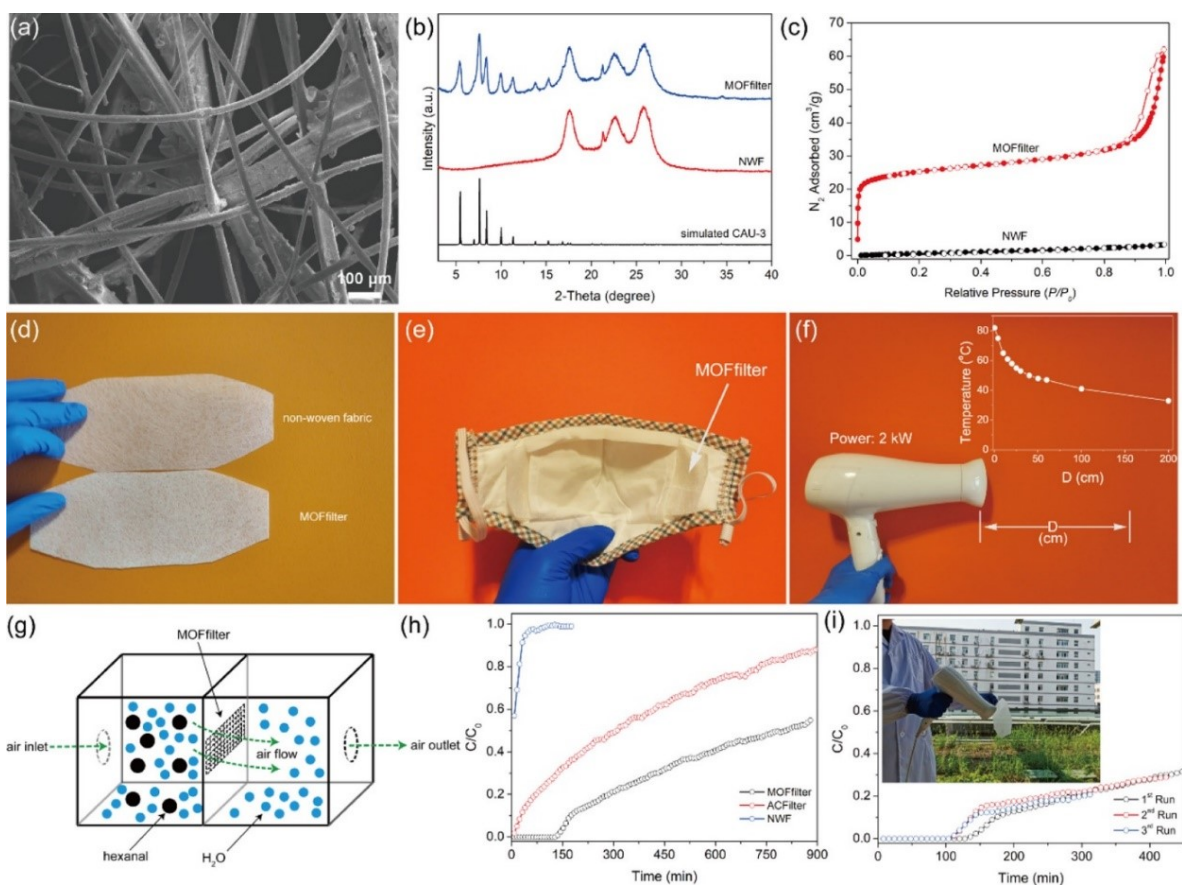 (a)
100 μm
(b)
Intensity (a.u.)
MOFfilter
NWF
simulated CAU-3
5 10 15 20 25 30 35 40
2-Theta (degree)
(c)
N₂ Adsorbed (cm³/g)
70
60
50
40
30
20
10
0
MOFfilter
NWF
0.0 0.2 0.4 0.6 0.8 1.0
Relative Pressure (P/P₀)
(d)
non-woven fabric
MOFfilter
(e)
MOFfilter
(f)
Power: 2 kW
Temperature (°C)
80
60
40
20
0
0 50 100 150 200
D (cm)
D
(cm)
(g)
MOFfilter
air inlet
air flow
air outlet
hexanal
H₂O
(h)
C/C₀
1.0
0.8
0.6
0.4
0.2
0.0
MOFfilter
ACFilter
NWF
0 150 300 450 600 750 900
Time (min)
(i)
C/C₀
1.0
0.8
0.6
0.4
0.2
0.0
1st Run
2nd Run
3rd Run
0 100 200 300 400
Time (min)